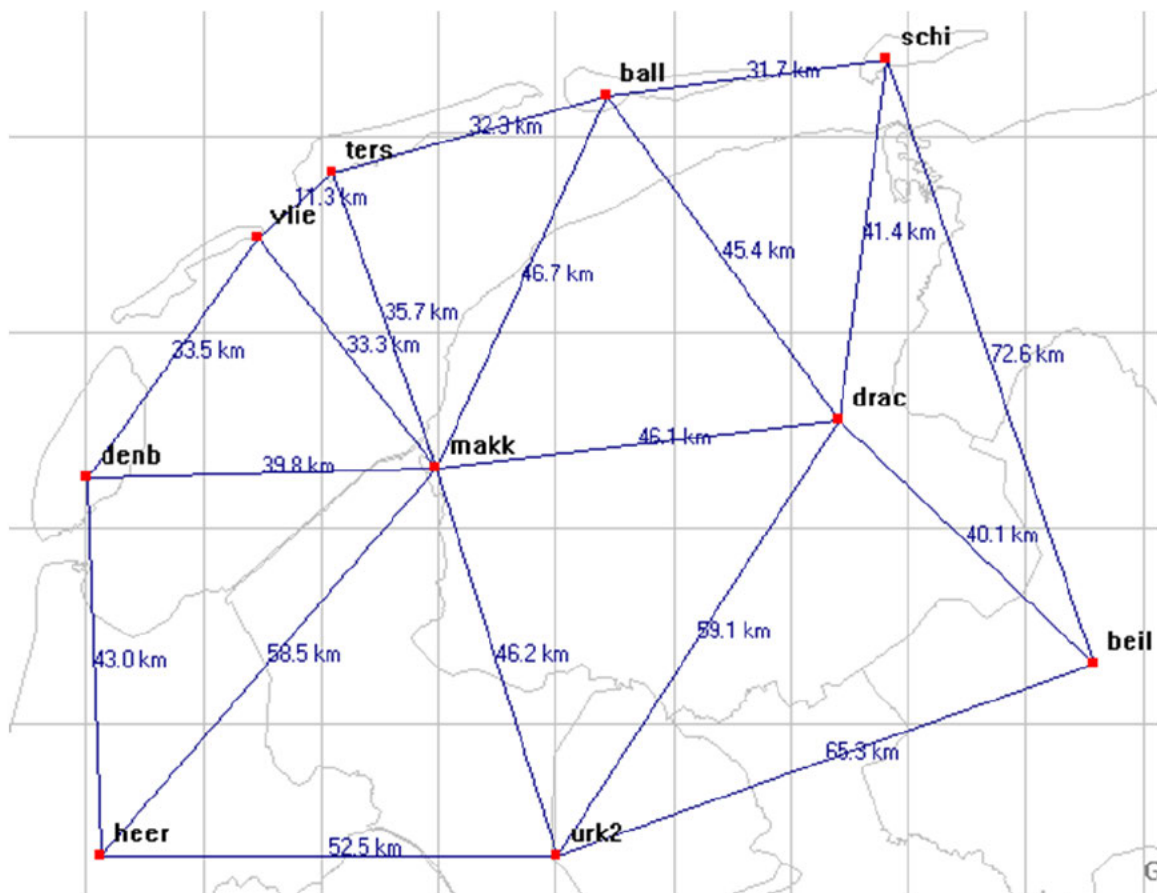 schi
ball
31.7 km
32.3 km
ters
11.3 km
vlie
41.4 km
45.4 km
46.7 km
35.7 km
33.3 km
33.5 km
72.6 km
drac
46.1 km
makk
denb
39.8 km
40.1 km
59.1 km
beil
43.0 km
58.5 km
46.2 km
65.3 km
heer
urk2
52.5 km
G